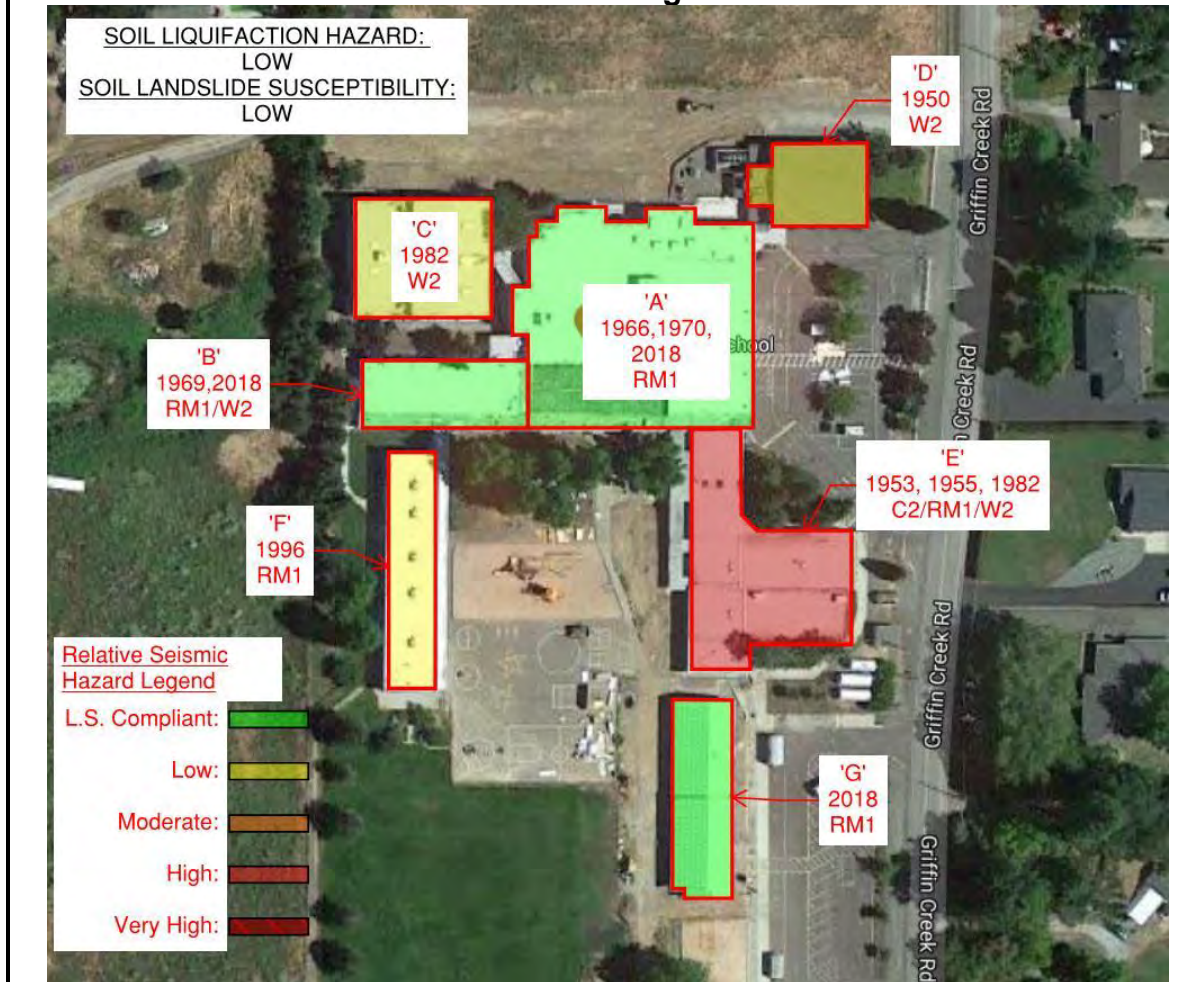 SOIL LIQUIFACTION HAZARD:
LOW
SOIL LANDSLIDE SUSCEPTIBILITY:
LOW
'D'
1950
W2
Griffin Creek Rd
'C'
1982
W2
'A'
1966,1970,
2018
RM1
chool
'B'
1969,2018
RM1/W2
n Creek Rd
'E'
1953, 1955, 1982
C2/RM1/W2
'F'
1996
RM1
Griffin Creek Rd
Relative Seismic
Hazard Legend
L.S. Compliant:
Low:
Moderate:
High:
Very High:
'G'
2018
RM1
Griffin Creek Rd